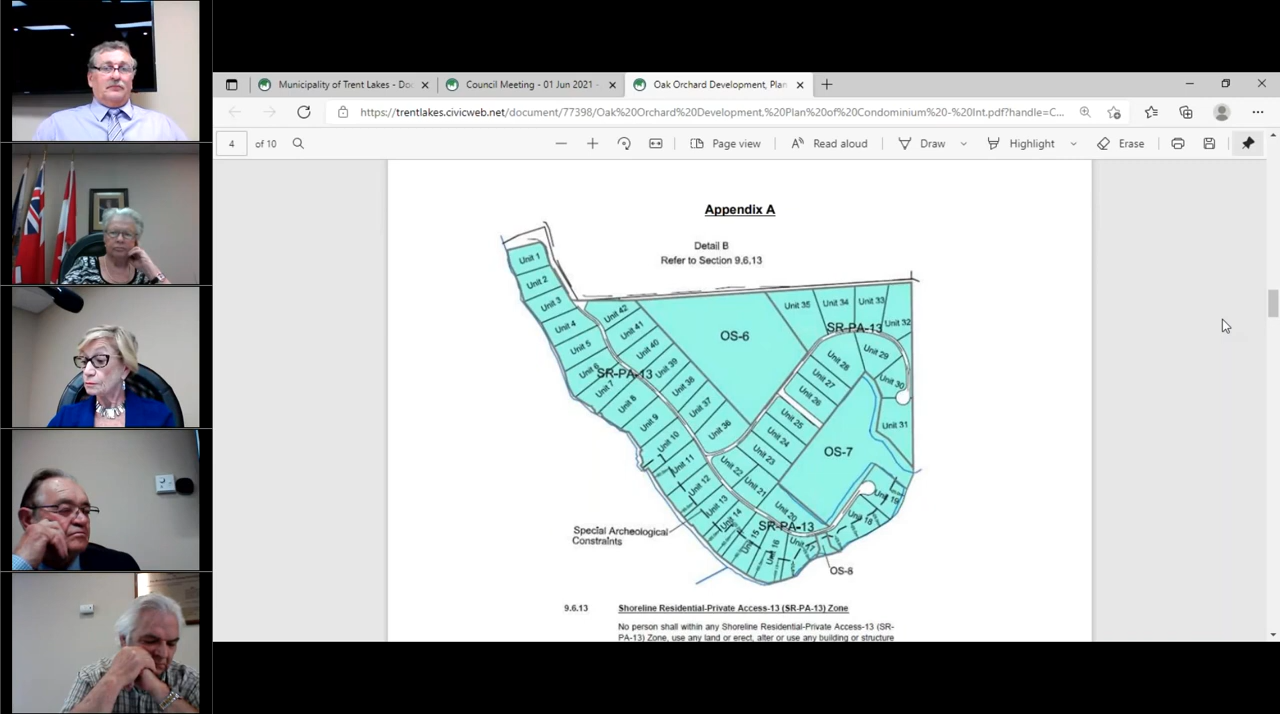 Municipality of Trent Lakes - Doc
Council Meeting - 01 Jun 2021 -
Oak Orchard Development, Plan
https://trentlakes.civicweb.net/document/77398/Oak%20Orchard%20Development,%20Plan%20of%20Condominium%20-%20Int.pdf?handle=C...
4 of 10
Page view
Read aloud
Draw
Highlight
Erase
Appendix A
Detail B
Refer to Section 9.6.13
Unit 1
Unit 2
Unit 3
Unit 4
Unit 5
Unit 6
Unit 7
Unit 8
Unit 9
Unit 10
Unit 11
Unit 12
Unit 13
Unit 14
Unit 15
Unit 16
Unit 17
Unit 18
Unit 19
Unit 20
Unit 21
Unit 22
Unit 23
Unit 24
Unit 25
Unit 26
Unit 27
Unit 28
Unit 29
Unit 30
Unit 31
Unit 32
Unit 33
Unit 34
Unit 35
Unit 36
Unit 37
Unit 38
Unit 39
Unit 40
Unit 41
Unit 42
SR-PA-13
SR-PA-13
SR-PA-13
OS-6
OS-7
OS-8
Special Archeological
Constraints
9.6.13 Shoreline Residential-Private Access-13 (SR-PA-13) Zone
No person shall within any Shoreline Residential-Private Access-13 (SR-
PA-13) Zone, use any land or erect, alter or use any building or structure